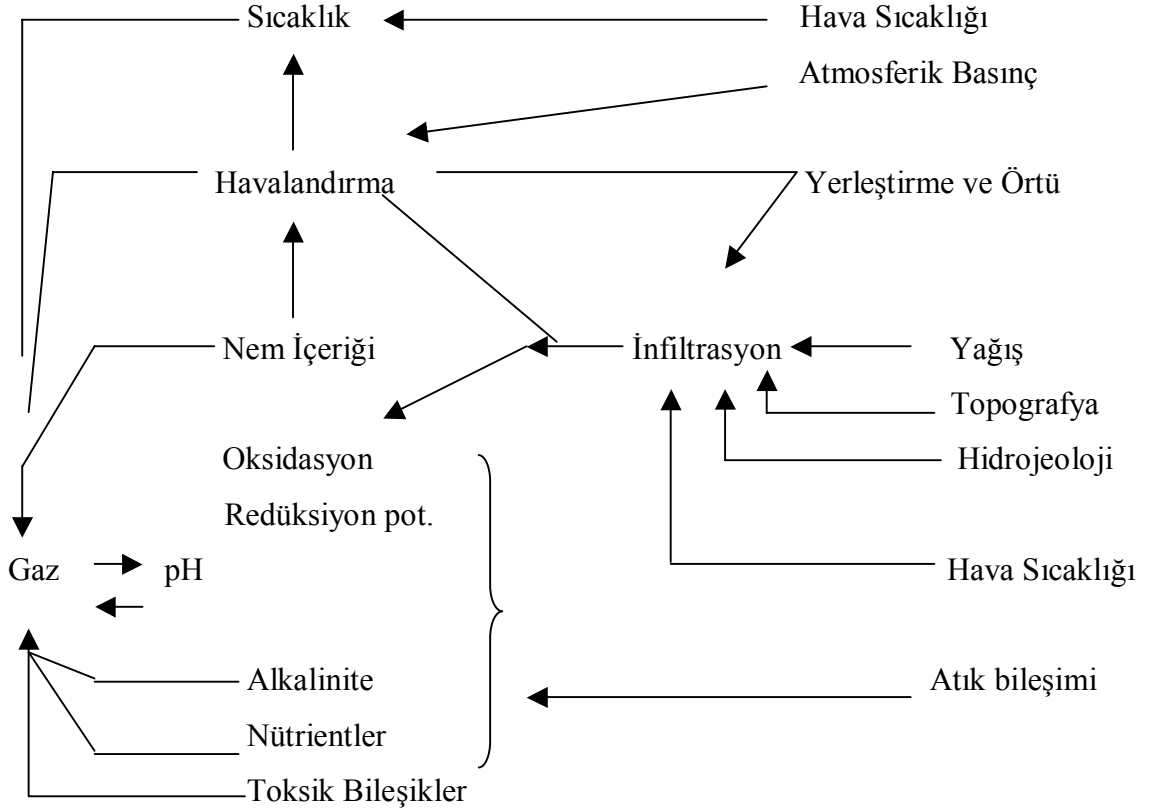 Sıcaklık
Hava Sıcaklığı
Atmosferik Basınç
Havalandırma
Yerleştirme ve Örtü
Nem İçeriği
İnfiltrasyon
Yağış
Topografya
Oksidasyon
Hidrojeoloji
Redüksiyon pot.
Gaz
pH
Hava Sıcaklığı
Alkalinite
Atık bileşimi
Nütrientler
Toksik Bileşikler